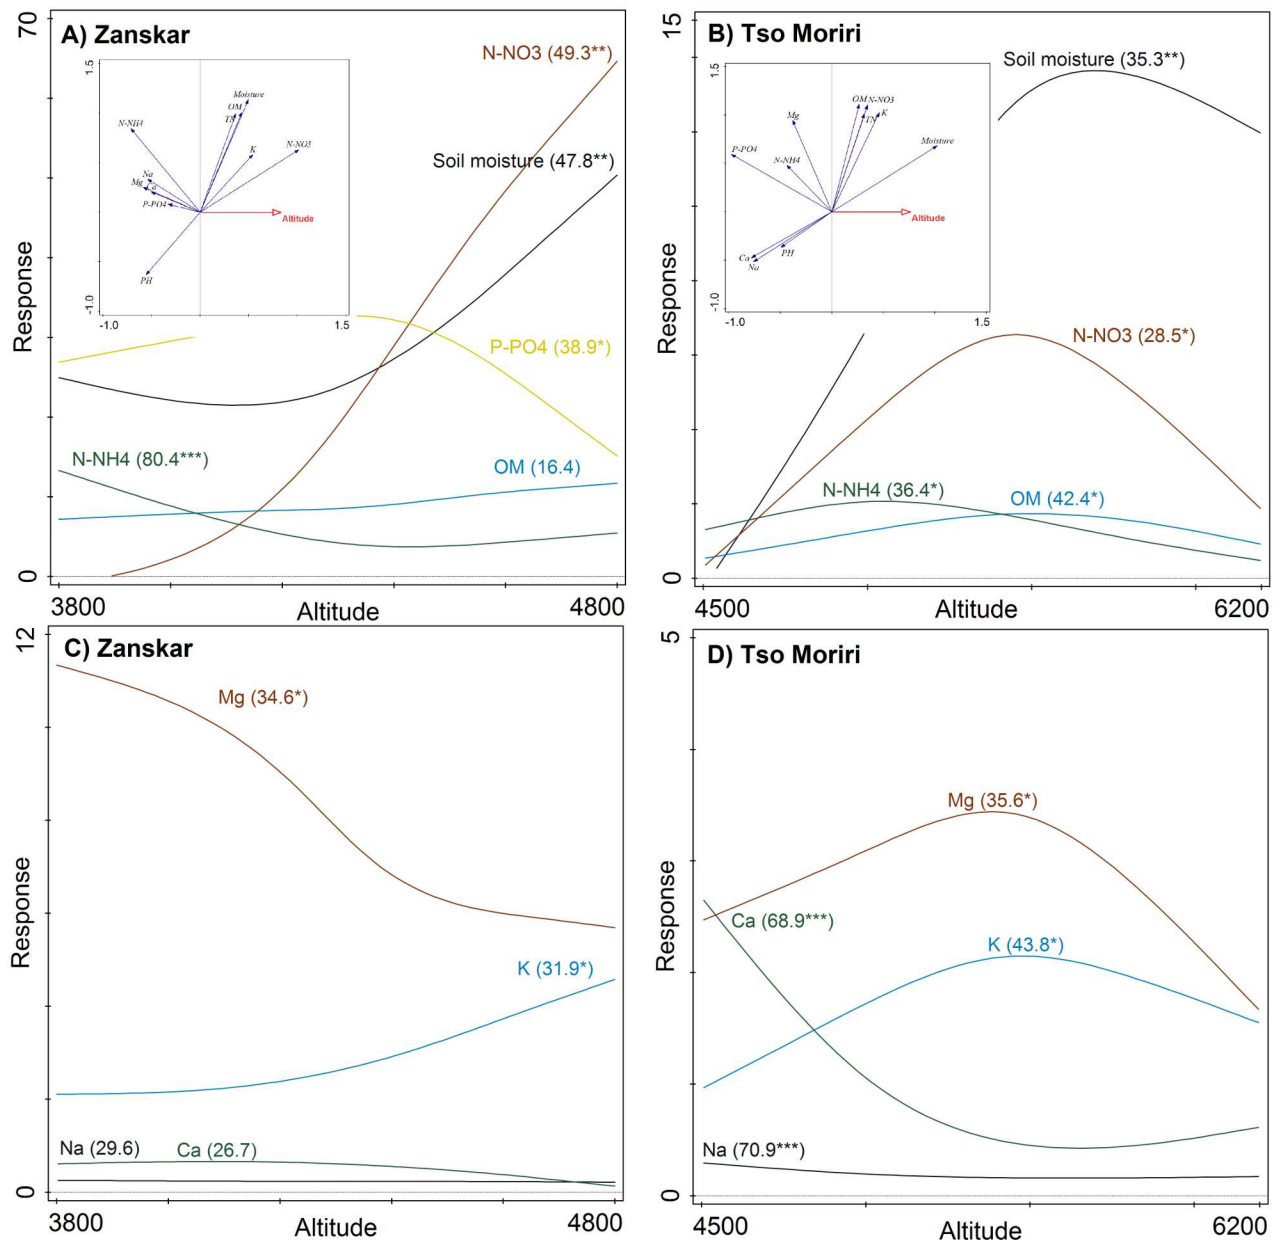 A) Zanskar
70
0
Response
3800
Altitude
4800
N-NO3 (49.3**)
Soil moisture (47.8**)
P-PO4 (38.9*)
N-NH4 (80.4***)
OM (16.4)
1.5
-1.0
-1.0
1.5
Moisture
OM
TN
N-NH4
K
N-NO3
Na
Mg
Ca
P-PO4
PH
Altitude
B) Tso Moriri
15
0
Response
4500
Altitude
6200
Soil moisture (35.3**)
N-NO3 (28.5*)
N-NH4 (36.4*)
OM (42.4*)
1.5
-1.0
-1.0
1.5
OM
N-NO3
TN
K
Mg
P-PO4
N-NH4
Moisture
Altitude
PH
Ca
Na
C) Zanskar
12
0
Response
3800
Altitude
4800
Mg (34.6*)
K (31.9*)
Na (29.6)
Ca (26.7)
D) Tso Moriri
5
0
Response
4500
Altitude
6200
Mg (35.6*)
Ca (68.9***)
K (43.8*)
Na (70.9***)